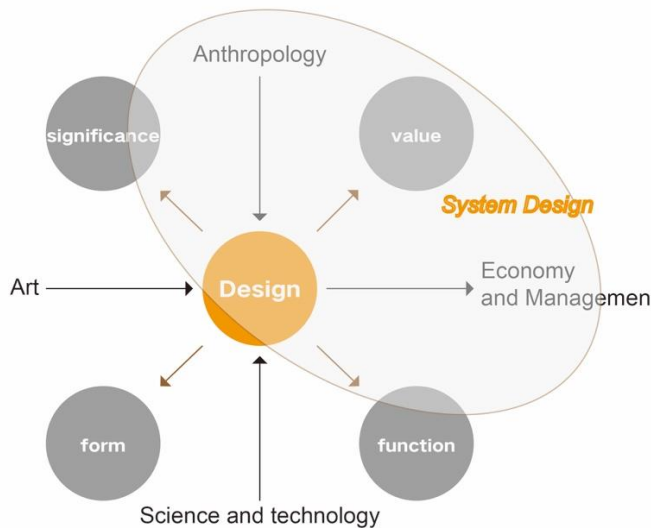 Anthropology
significance
value
System Design
Art
Design
Economy
and Managemen
form
function
Science and technology